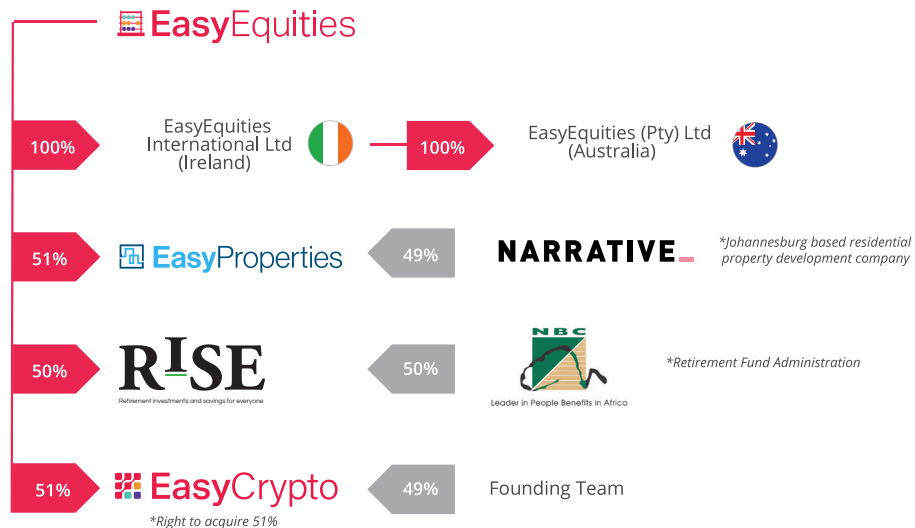 EasyEquities
100%
EasyEquities
International Ltd
(Ireland)
100%
EasyEquities (Pty) Ltd
(Australia)
51%
EasyProperties
49%
NARRATIVE_
*Johannesburg based residential
property development company
50%
RISE
Retirement investments and savings for everyone
50%
NBC
Leader in People Benefits in Africa
*Retirement Fund Administration
51%
EasyCrypto
*Right to acquire 51%
49%
Founding Team